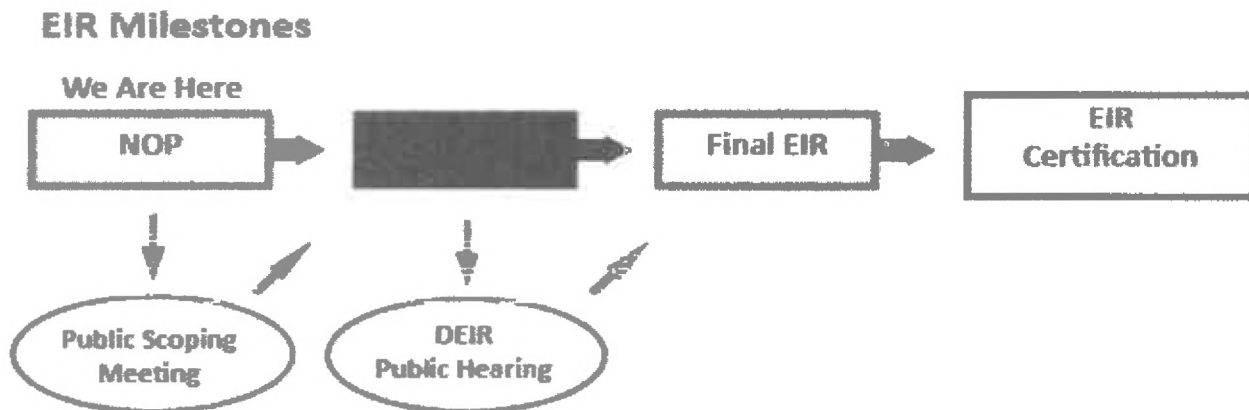 EIR Milestones
We Are Here
NOP
Final EIR
EIR
Certification
Public Scoping
Meeting
DEIR
Public Hearing